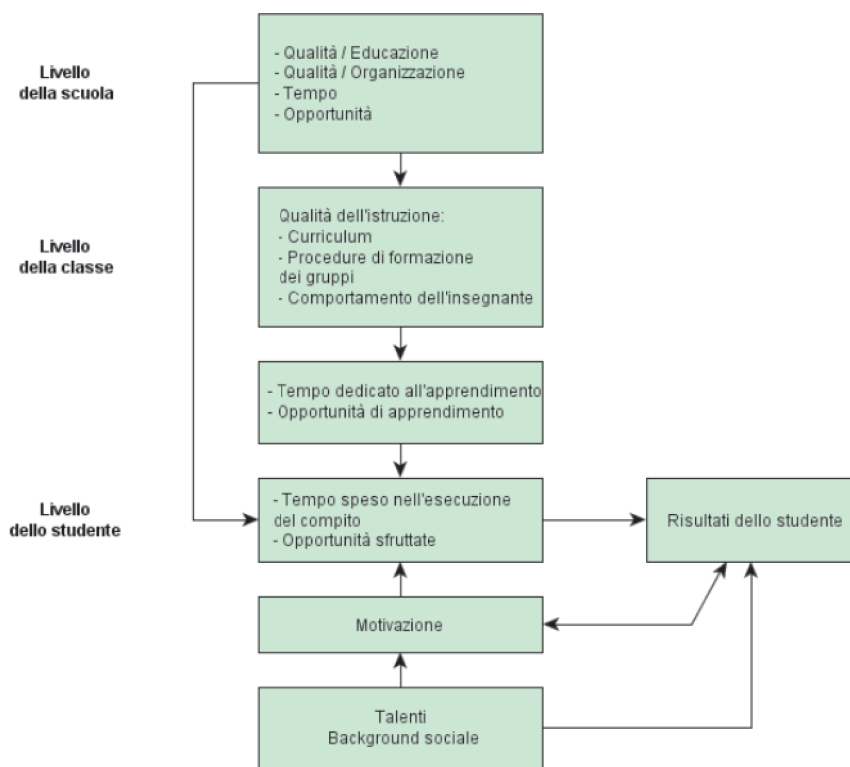 Livello
della scuola
- Qualità / Educazione
- Qualità / Organizzazione
- Tempo
- Opportunità
Livello
della classe
Qualità dell'istruzione:
- Curriculum
- Procedure di formazione
dei gruppi
- Comportamento dell'insegnante
- Tempo dedicato all'apprendimento
- Opportunità di apprendimento
Livello
dello studente
- Tempo speso nell'esecuzione
del compito
- Opportunità sfruttate
Risultati dello studente
Motivazione
Talenti
Background sociale